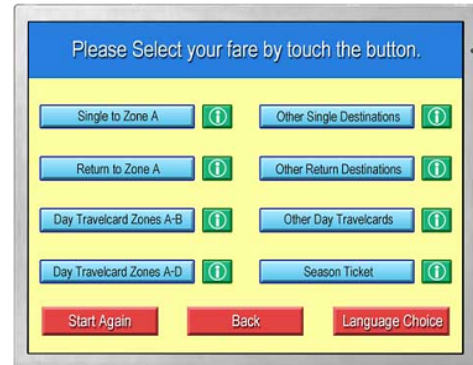 Please Select your fare by touch the button.
Single to Zone A
Other Single Destinations
Return to Zone A
Other Return Destinations
Day Travelcard Zones A-B
Other Day Travelcards
Day Travelcard Zones A-D
Season Ticket
Start Again
Back
Language Choice